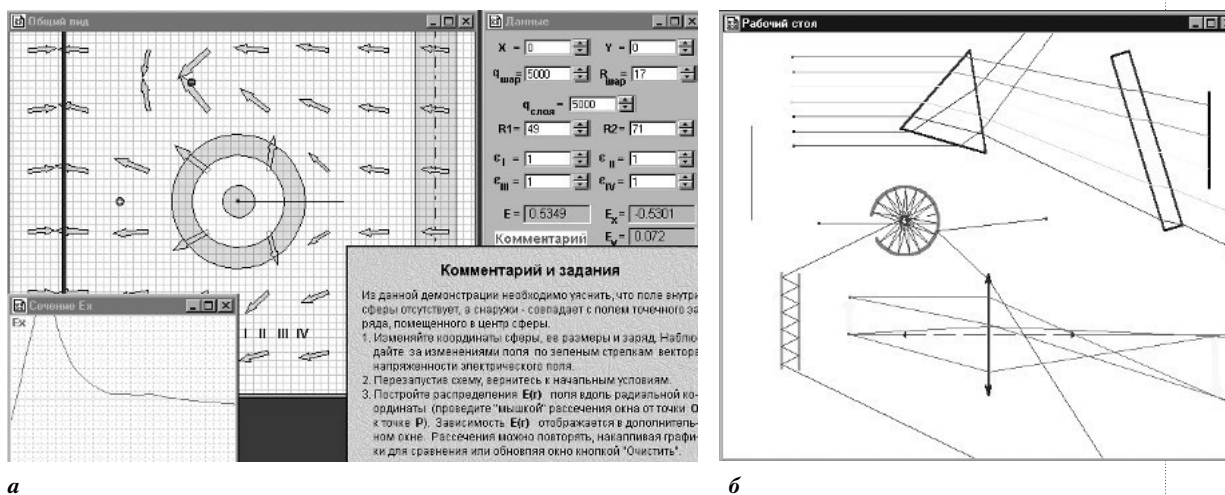 Общий вид
Данные
X = 0
Y = 0
qшар = 5000
Rшар = 17
qслоя = 5000
R1 = 49
R2 = 71
εI = 1
εII = 1
εIII = 1
εIV = 1
E = 0.5349
Ex = -0.5301
Комментарий
Ey = 0.072
Комментарий и задания
Из данной демонстрации необходимо уяснить, что поле внутри
сферы отсутствует, а снаружи - совпадает с полем точечного за
ряда, помещенного в центр сферы.
1. Изменяйте координаты сферы, ее размеры и заряд. Наблю
дайте за изменениями поля по зеленым стрелкам вектора
напряженности электрического поля.
2. Перезапустив схему, вернитесь к начальным условиям.
3. Постройте распределения E(r) поля вдоль радиальной ко-
ординаты (проведите "мышкой" рассечения окна от точки O
к точке P). Зависимость E(r) отображается в дополнитель-
ном окне. Рассечения можно повторять, накапливая графи-
ки для сравнения или обновляя окно кнопкой "Очистить".
Сечение Ex
Ex
I II III IV
а
Рабочий стол
б